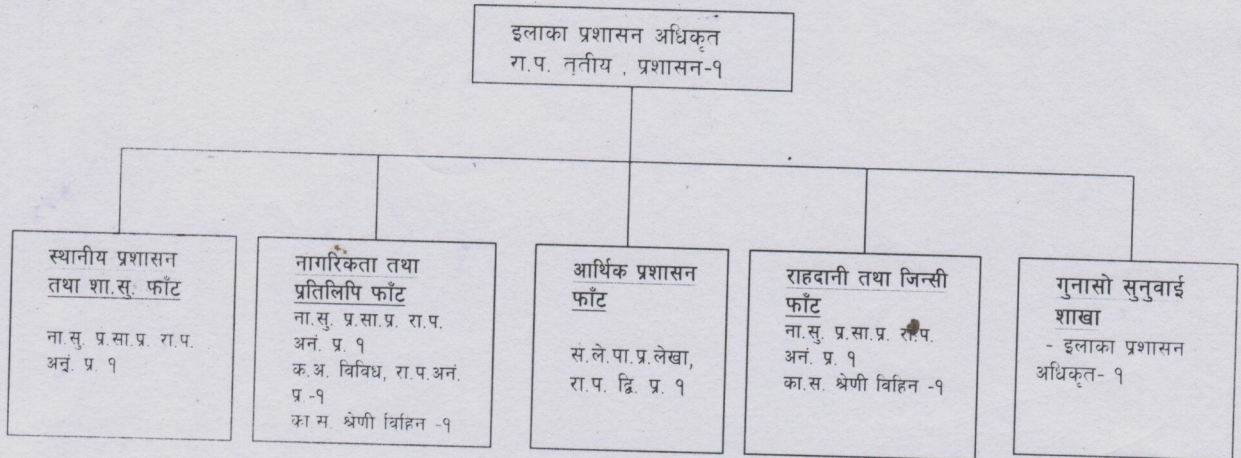 इलाका प्रशासन अधिकृत
रा.प. तृतीय , प्रशासन-१
स्थानीय प्रशासन
तथा शा.सु. फाँट
ना.सु. प्र.सा.प्र. रा.प.
अनं. प्र. १
नागरिकता तथा
प्रतिलिपि फाँट
ना.सु. प्र.सा.प्र. रा.प.
अनं. प्र. १
क.अ. विविध, रा.प.अनं.
प्र.-१
का स. श्रेणी विहिन -१
आर्थिक प्रशासन
फाँट
स.ले.पा.प्र.लेखा,
रा.प. द्वि. प्र. १
राहदानी तथा जिन्सी
फाँट
ना.सु. प्र.सा.प्र. रा.प.
अनं. प्र. १
का.स. श्रेणी विहिन -१
गुनासो सुनुवाई
शाखा
- इलाका प्रशासन
अधिकृत- १